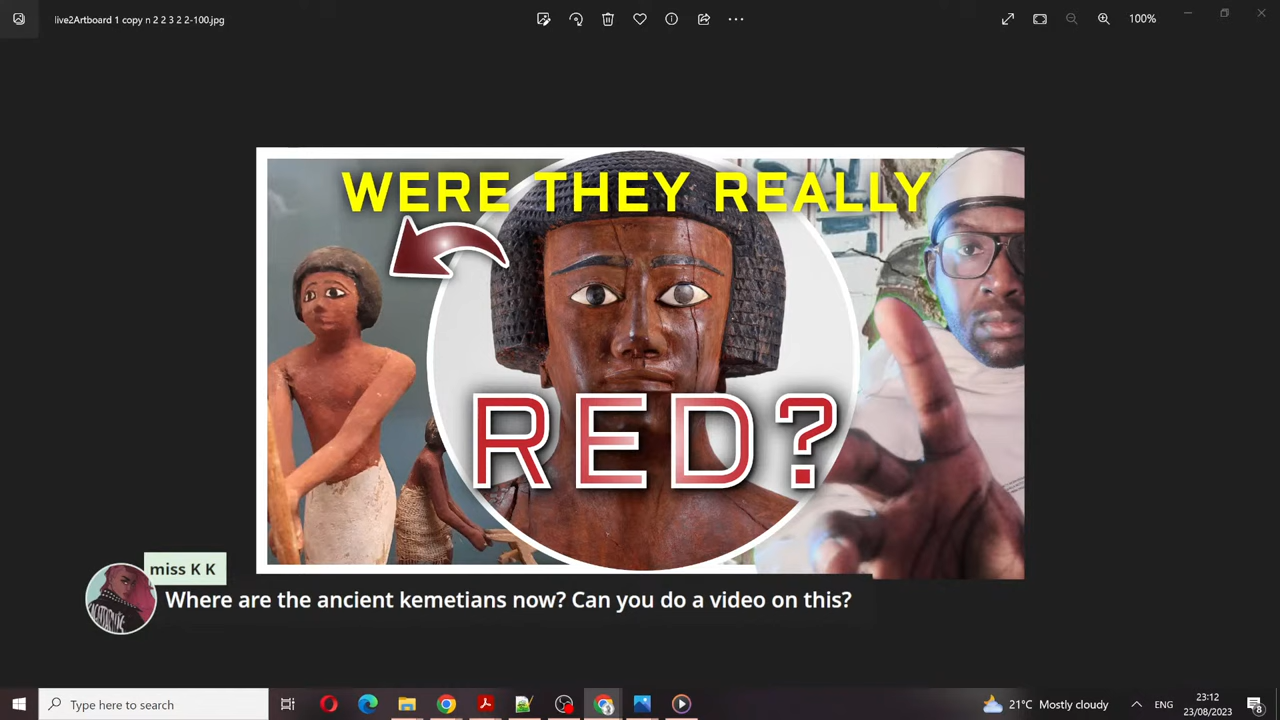 live2Artboard 1 copy n 2 2 3 2 2-100.jpg
100%
WERE THEY REALLY
RED?
miss K K
Where are the ancient kemetians now? Can you do a video on this?
Type here to search
21°C Mostly cloudy
ENG
23:12
23/08/2023
8